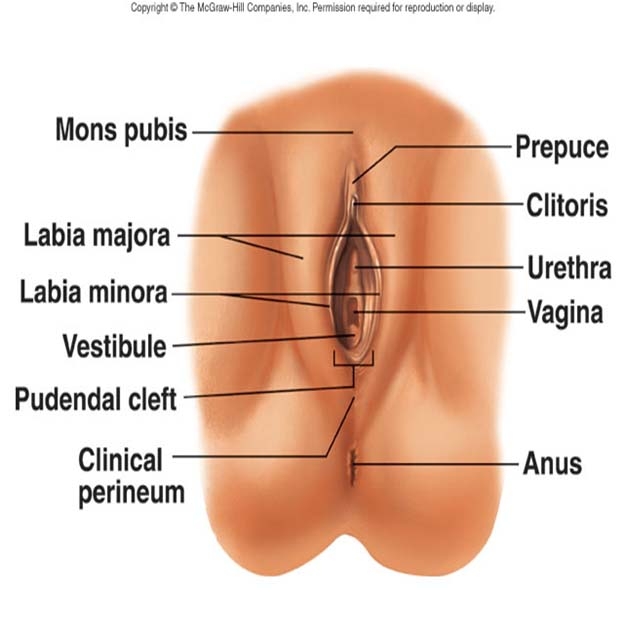 Copyright © The McGraw-Hill Companies, Inc. Permission required for reproduction or display.
Mons pubis
Prepuce
Clitoris
Labia majora
Urethra
Labia minora
Vagina
Vestibule
Pudendal cleft
Clinical
perineum
Anus